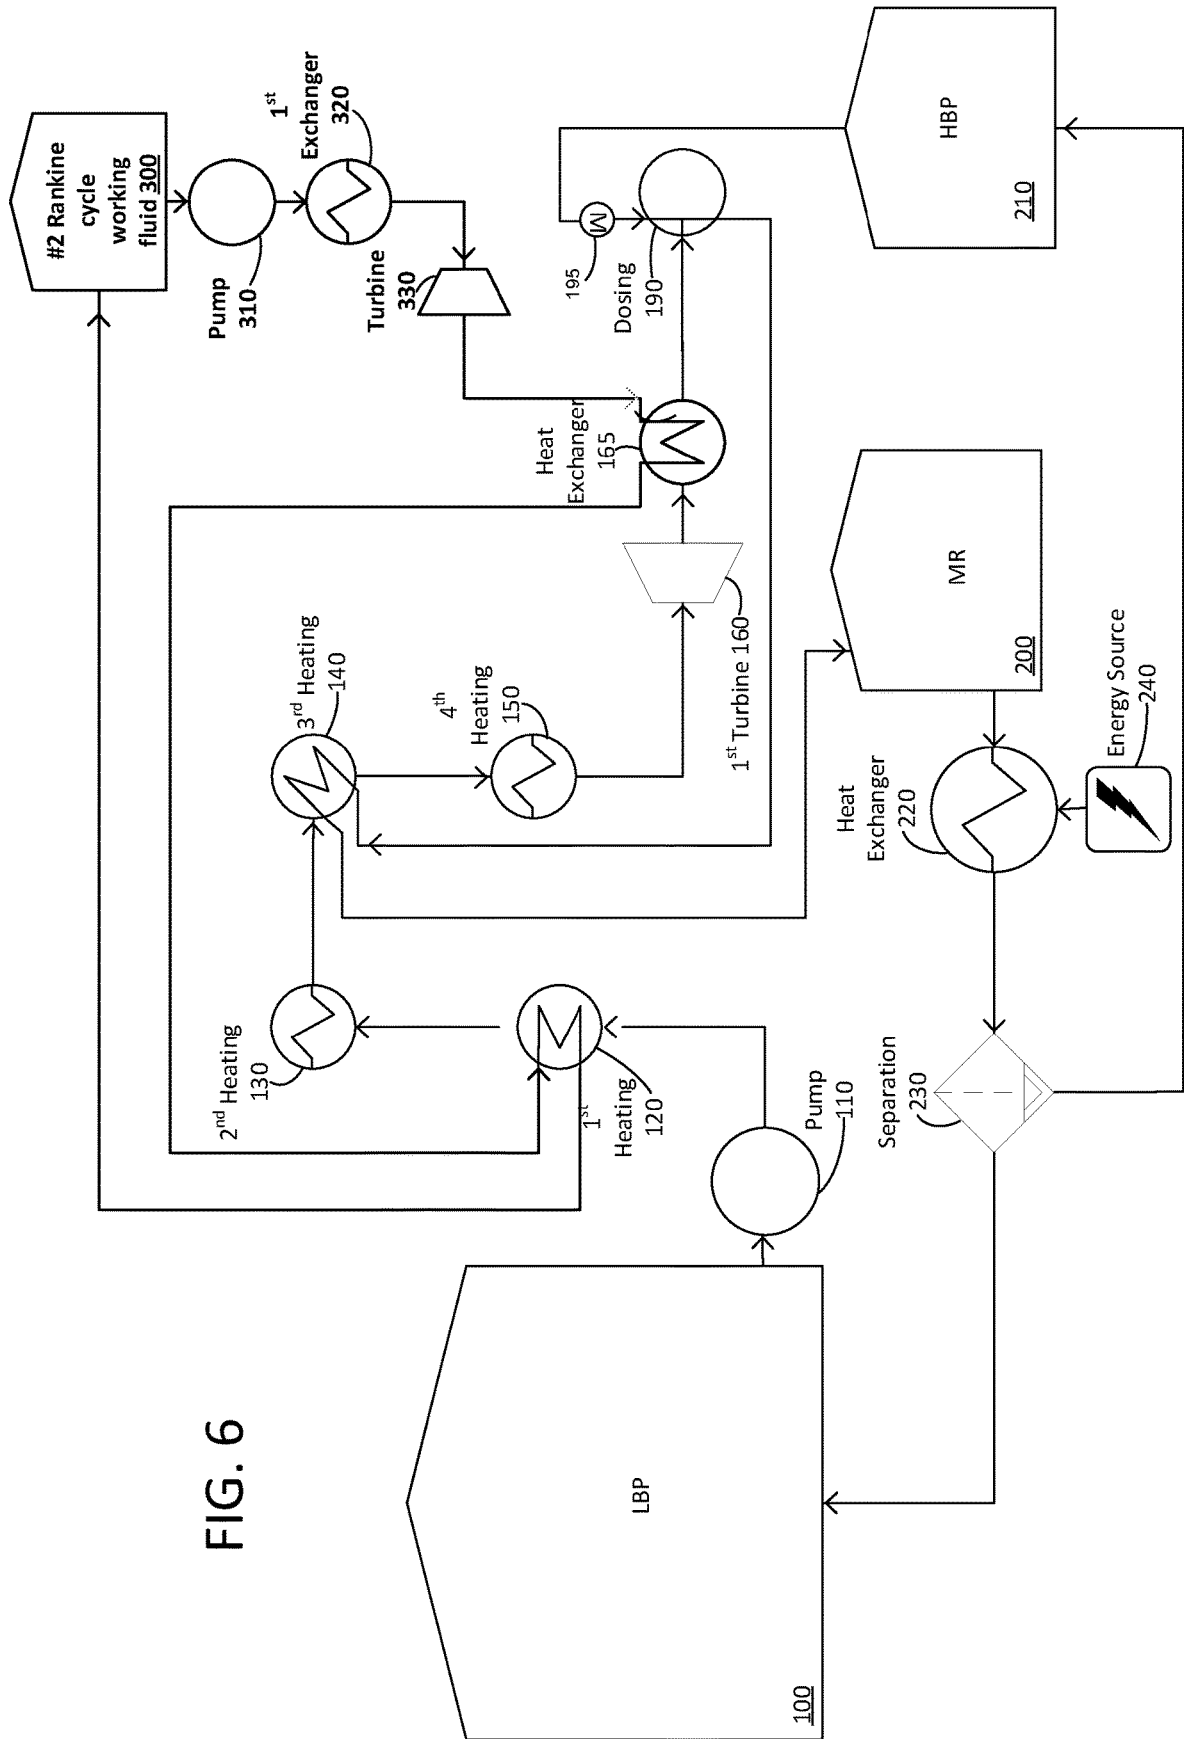 FIG. 6
#2 Rankine
cycle
working
fluid 300
Pump
310
1st
Exchanger
320
Turbine
330
195
Dosing
190
HBP
210
Heat
Exchanger
165
3rd Heating
140
4th
Heating
150
1st Turbine 160
MR
200
2nd Heating
130
1st
Heating
120
Heat
Exchanger
220
Energy Source
240
Separation
230
Pump
110
LBP
100
M